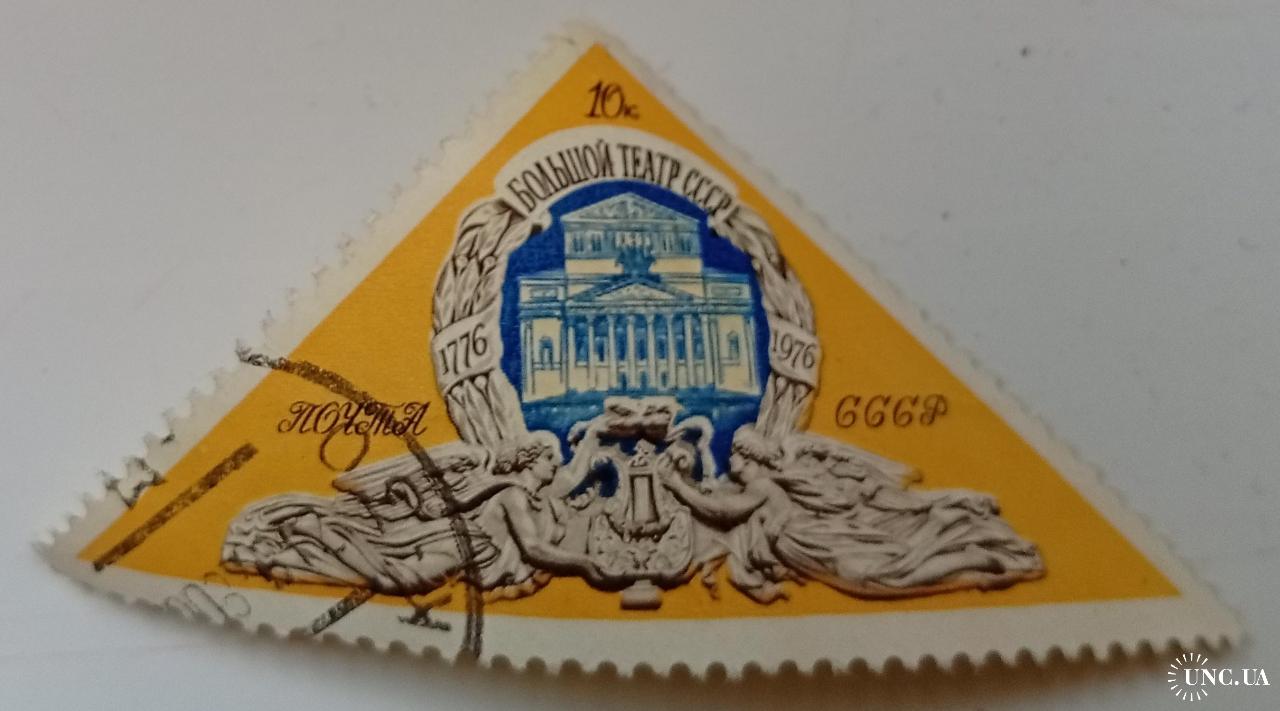 10к
БОЛЬШОЙ ТЕАТР СССР
1776 1976
ПОЧТА СССР
UNC.UA